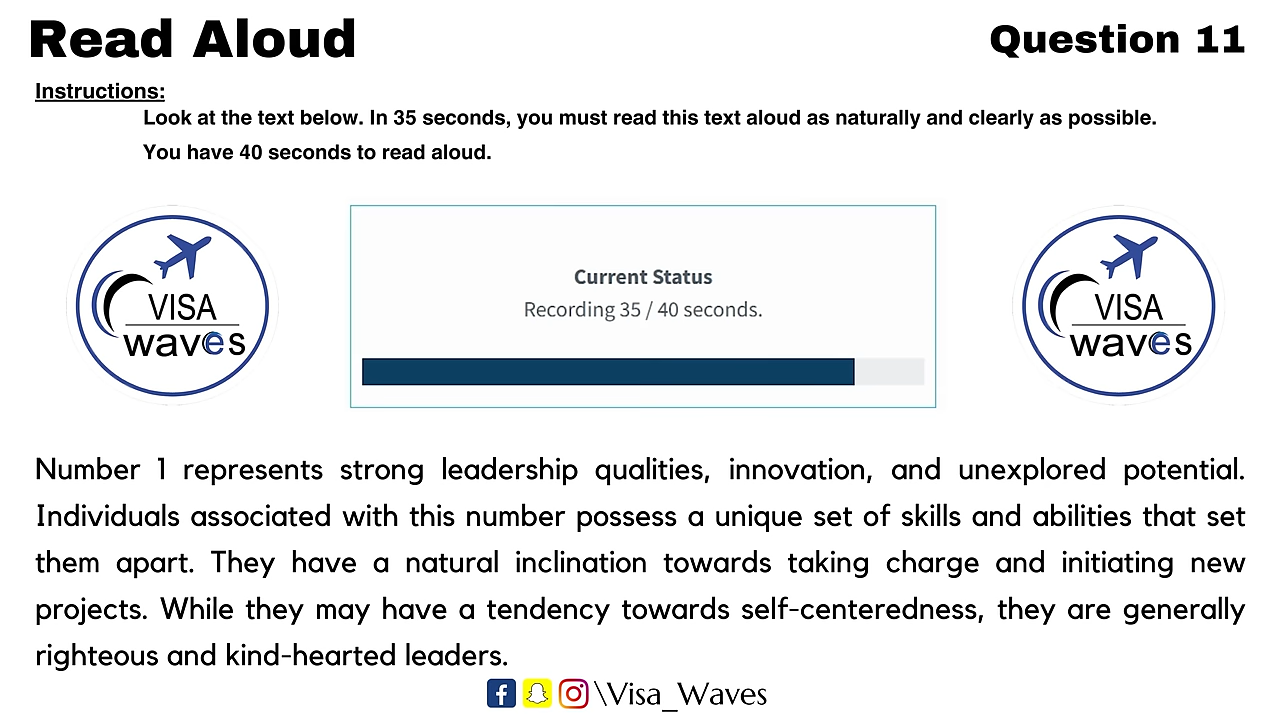 Read Aloud
Question 11
Instructions:
Look at the text below. In 35 seconds, you must read this text aloud as naturally and clearly as possible.
You have 40 seconds to read aloud.
VISA
waves
Current Status
Recording 35 / 40 seconds.
VISA
waves
Number 1 represents strong leadership qualities, innovation, and unexplored potential.
Individuals associated with this number possess a unique set of skills and abilities that set
them apart. They have a natural inclination towards taking charge and initiating new
projects. While they may have a tendency towards self-centeredness, they are generally
righteous and kind-hearted leaders.
\Visa_Waves